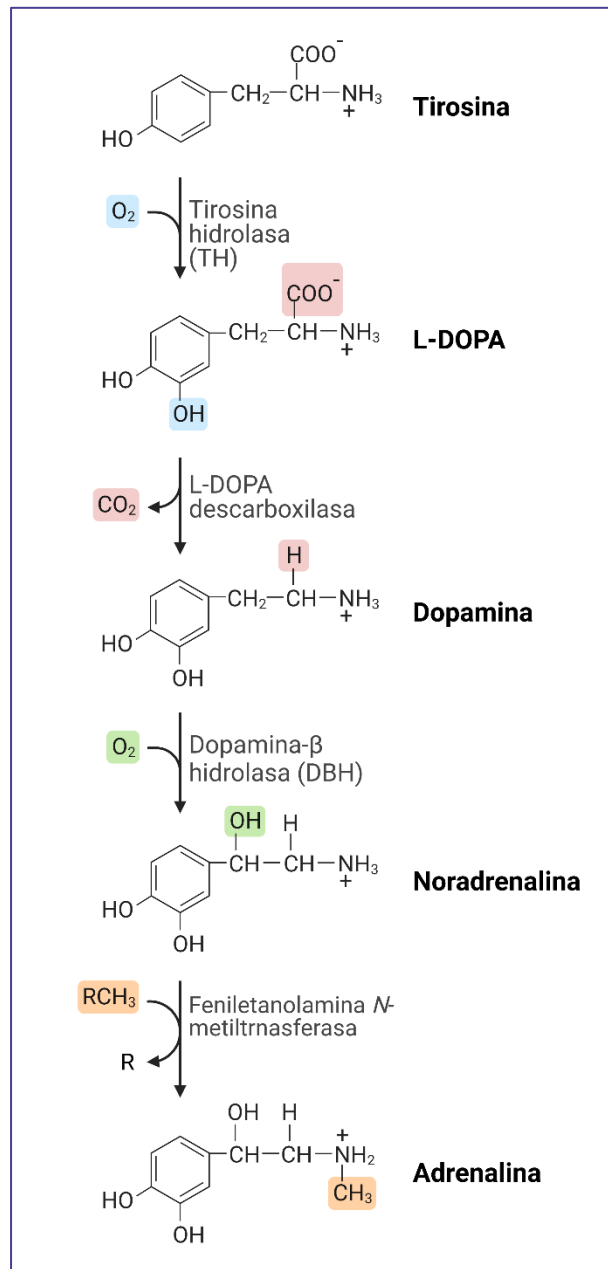 COO⁻
CH₂—CH—NH₃
+
HO
Tirosina
O₂
Tirosina
hidrolasa
(TH)
COO⁻
CH₂—CH—NH₃
+
HO
OH
L-DOPA
CO₂
L-DOPA
descarboxilasa
H
CH₂—CH—NH₃
+
HO
OH
Dopamina
O₂
Dopamina-β
hidrolasa (DBH)
OH H
CH—CH—NH₃
+
HO
OH
Noradrenalina
RCH₃
R
Feniletanolamina N-
metiltrnasferasa
OH H
+
CH—CH—NH₂
CH₃
HO
OH
Adrenalina